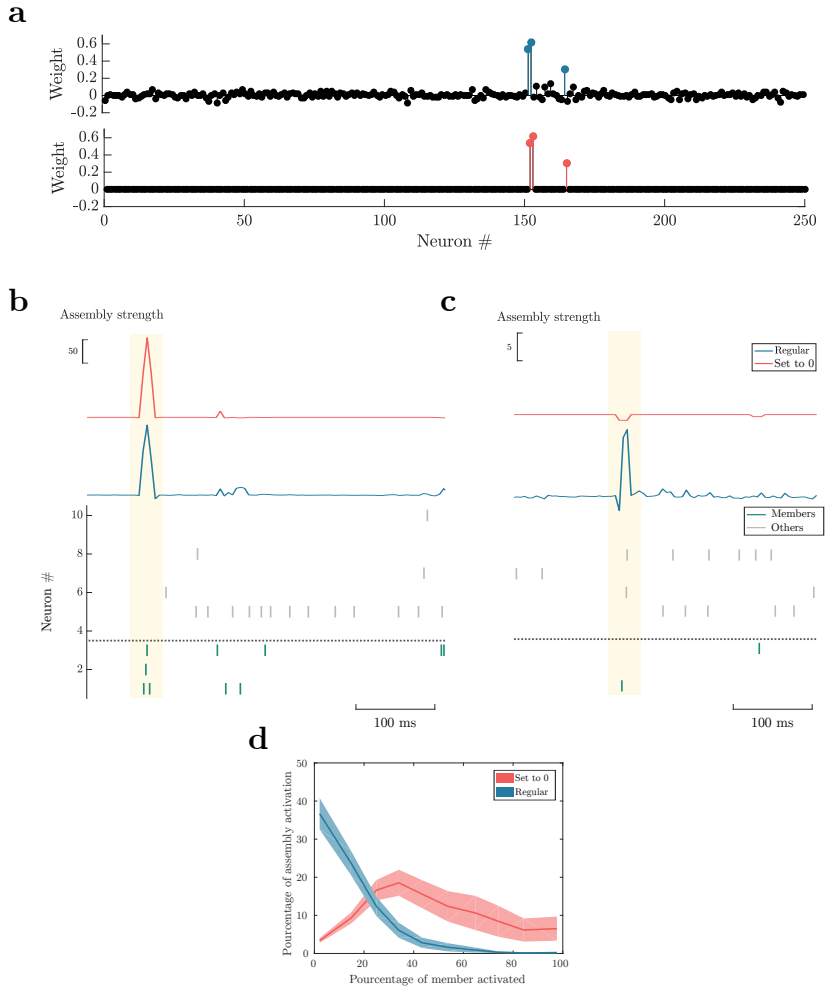 a
Weight
0.6
0.4
0.2
0
-0.2
Weight
0.6
0.4
0.2
0
-0.2
0 50 100 150 200 250
Neuron #
b
Assembly strength
50
Neuron #
10
8
6
4
2
100 ms
c
Assembly strength
5
Regular
Set to 0
Members
Others
100 ms
d
Pourcentage of assembly activation
50
40
30
20
10
0
Set to 0
Regular
0 20 40 60 80 100
Pourcentage of member activated